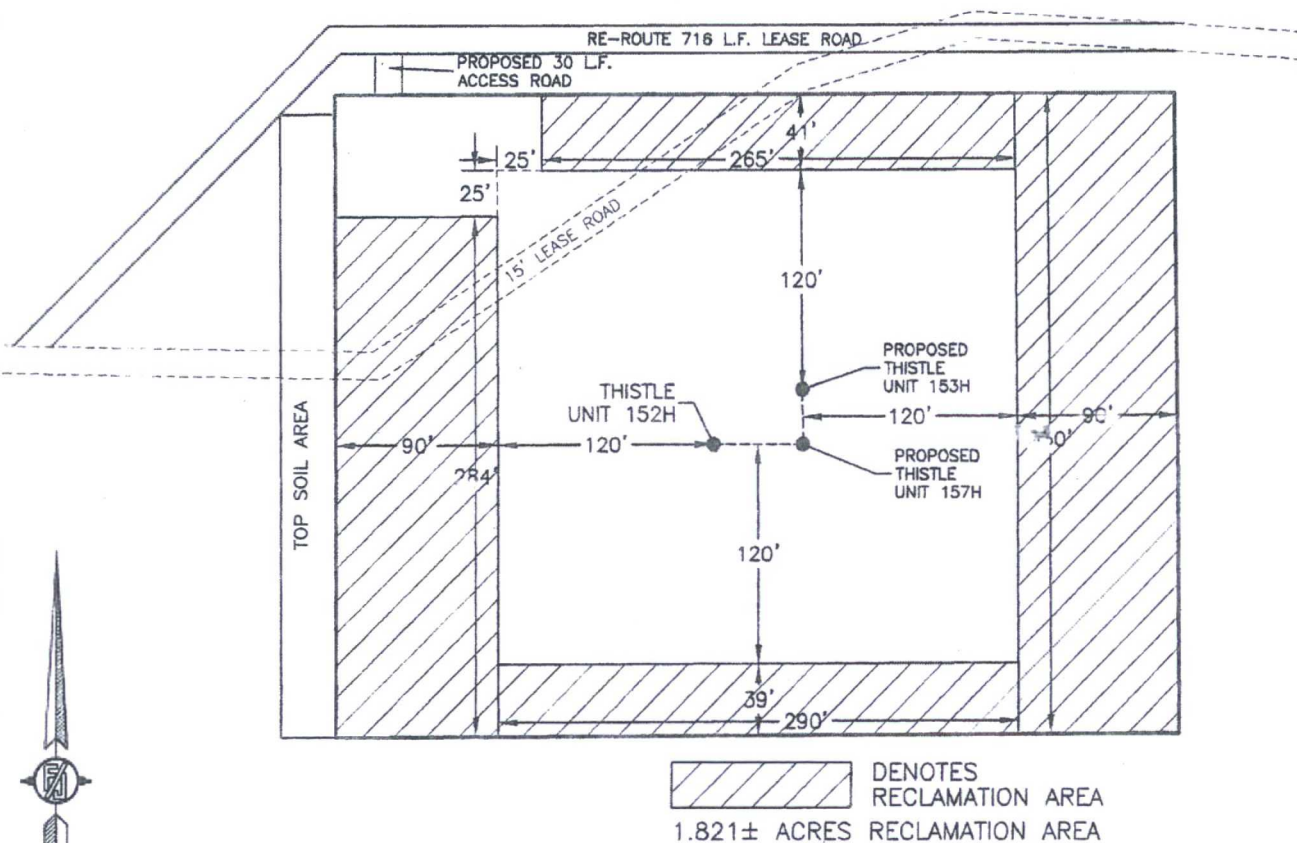 RE-ROUTE 716 L.F. LEASE ROAD
PROPOSED 30 L.F.
ACCESS ROAD
41'
25'
265'
25'
15' LEASE ROAD
120'
PROPOSED
THISTLE
UNIT 153H
THISTLE
UNIT 152H
90'
120'
120'
90'
284'
PROPOSED
THISTLE
UNIT 157H
TOP SOIL AREA
120'
39'
290'
DENOTES
RECLAMATION AREA
1.821± ACRES RECLAMATION AREA